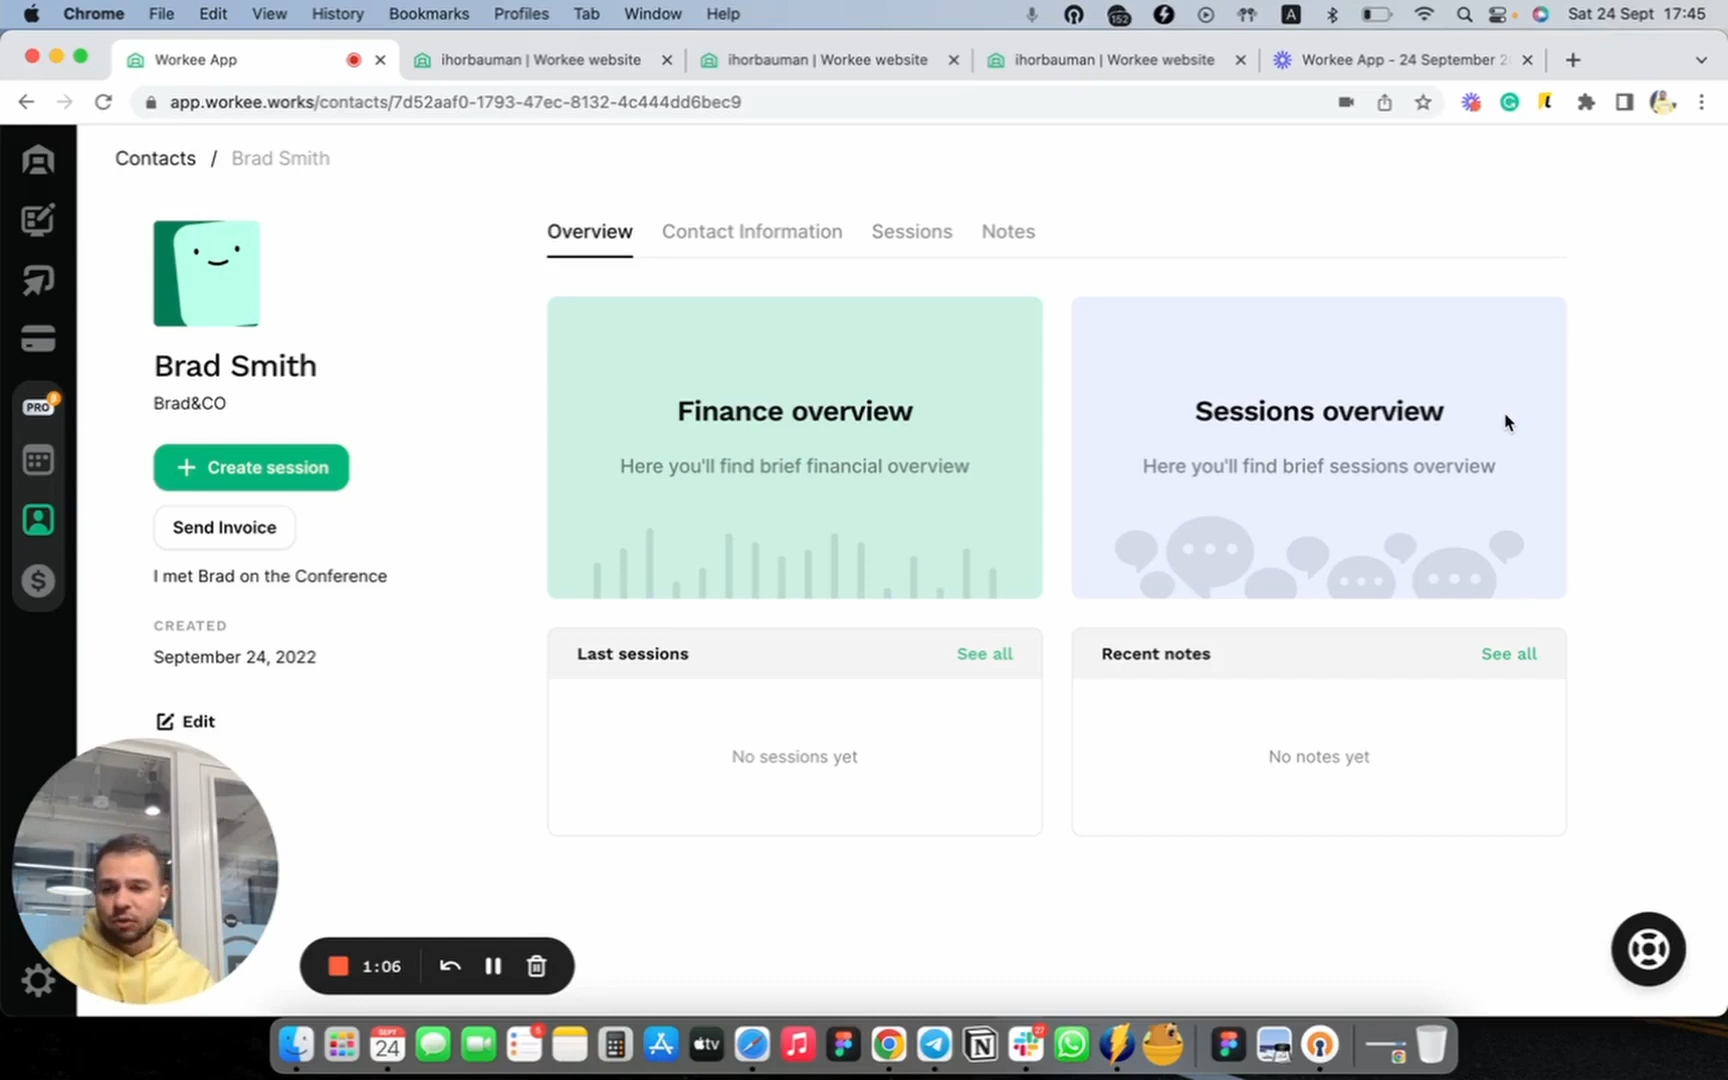 Chrome File Edit View History Bookmarks Profiles Tab Window Help 152 A Sat 24 Sept 17:45
Workee App ihorbauman | Workee website ihorbauman | Workee website ihorbauman | Workee website Workee App - 24 September 2
app.workee.works/contacts/7d52aaf0-1793-47ec-8132-4c444dd6bec9
Contacts / Brad Smith
Overview Contact Information Sessions Notes
Brad Smith
Brad&CO
PRO
Create session
Send Invoice
I met Brad on the Conference
CREATED
September 24, 2022
Edit
Finance overview
Here you'll find brief financial overview
Sessions overview
Here you'll find brief sessions overview
Last sessions See all
No sessions yet
Recent notes See all
No notes yet
1:06
SEPT
24
tv
27